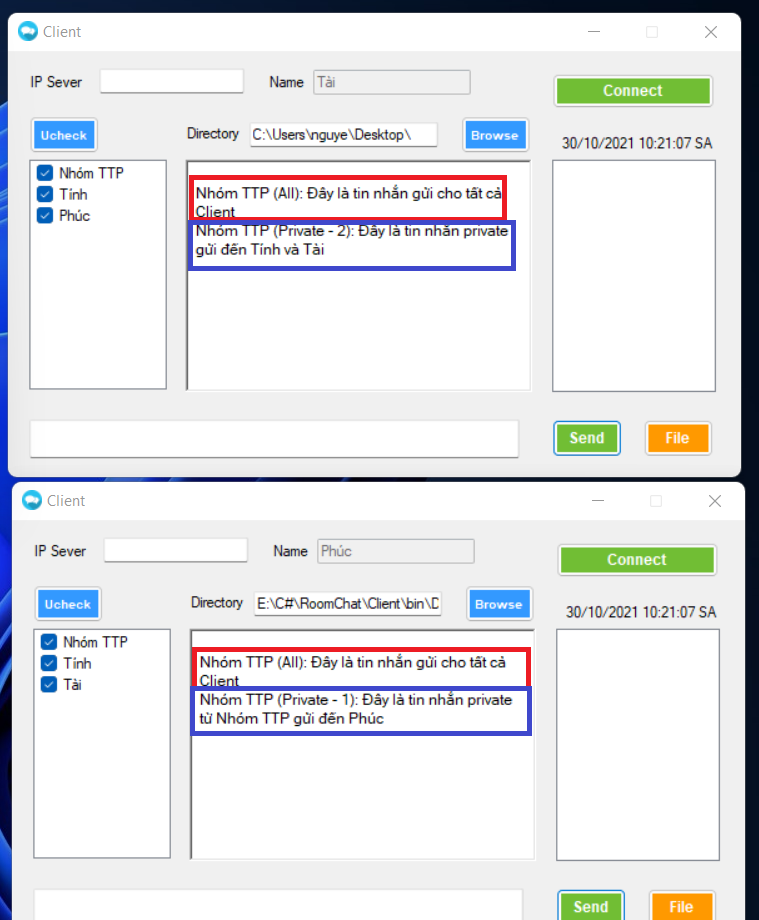 Client
IP Sever
Name Tài
Connect
Ucheck
Directory C:\Users\nguye\Desktop\
Browse
30/10/2021 10:21:07 SA
Nhóm TTP
Tính
Phúc
Nhóm TTP (All): Đây là tin nhắn gửi cho tất cả
Client
Nhóm TTP (Private - 2): Đây là tin nhắn private
gửi đến Tính và Tài
Send
File
Client
IP Sever
Name Phúc
Connect
Ucheck
Directory E:\C#\RoomChat\Client\bin\D
Browse
30/10/2021 10:21:07 SA
Nhóm TTP
Tính
Tài
Nhóm TTP (All): Đây là tin nhắn gửi cho tất cả
Client
Nhóm TTP (Private - 1): Đây là tin nhắn private
từ Nhóm TTP gửi đến Phúc
Send
File